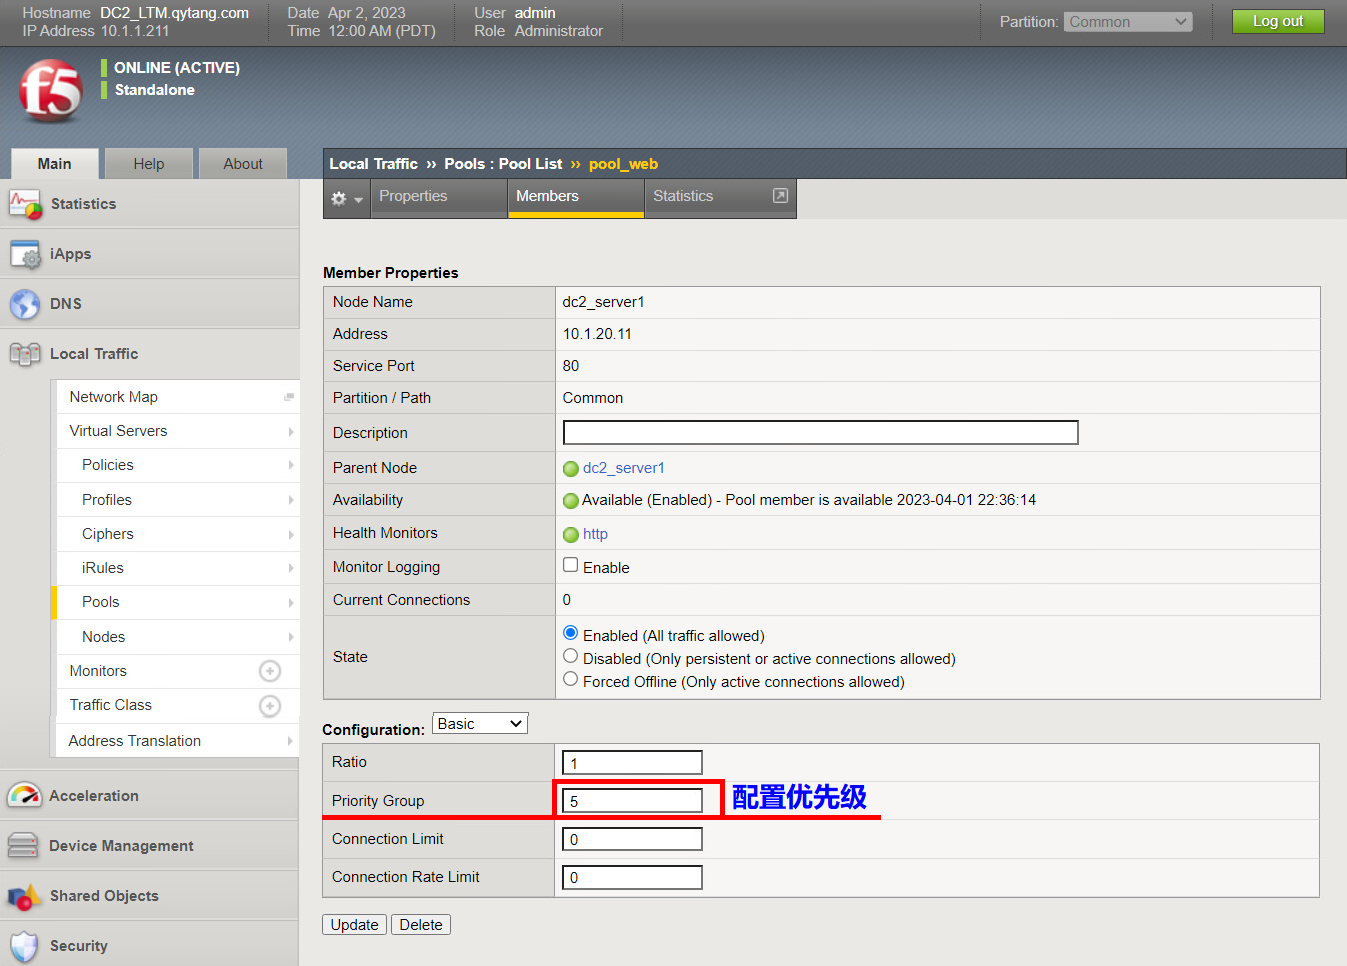 Hostname DC2_LTM.qytang.com Date Apr 2, 2023 User admin
IP Address 10.1.1.211 Time 12:00 AM (PDT) Role Administrator
Partition: Common Log out
f5
ONLINE (ACTIVE)
Standalone
Main Help About
Local Traffic ›› Pools : Pool List ›› pool_web
Properties Members Statistics
Statistics
iApps
DNS
Local Traffic
Network Map
Virtual Servers
Policies
Profiles
Ciphers
iRules
Pools
Nodes
Monitors
Traffic Class
Address Translation
Acceleration
Device Management
Shared Objects
Security
Member Properties
Node Name dc2_server1
Address 10.1.20.11
Service Port 80
Partition / Path Common
Description
Parent Node dc2_server1
Availability Available (Enabled) - Pool member is available 2023-04-01 22:36:14
Health Monitors http
Monitor Logging Enable
Current Connections 0
State
Enabled (All traffic allowed)
Disabled (Only persistent or active connections allowed)
Forced Offline (Only active connections allowed)
Configuration: Basic
Ratio 1
Priority Group 5 配置优先级
Connection Limit 0
Connection Rate Limit 0
Update Delete